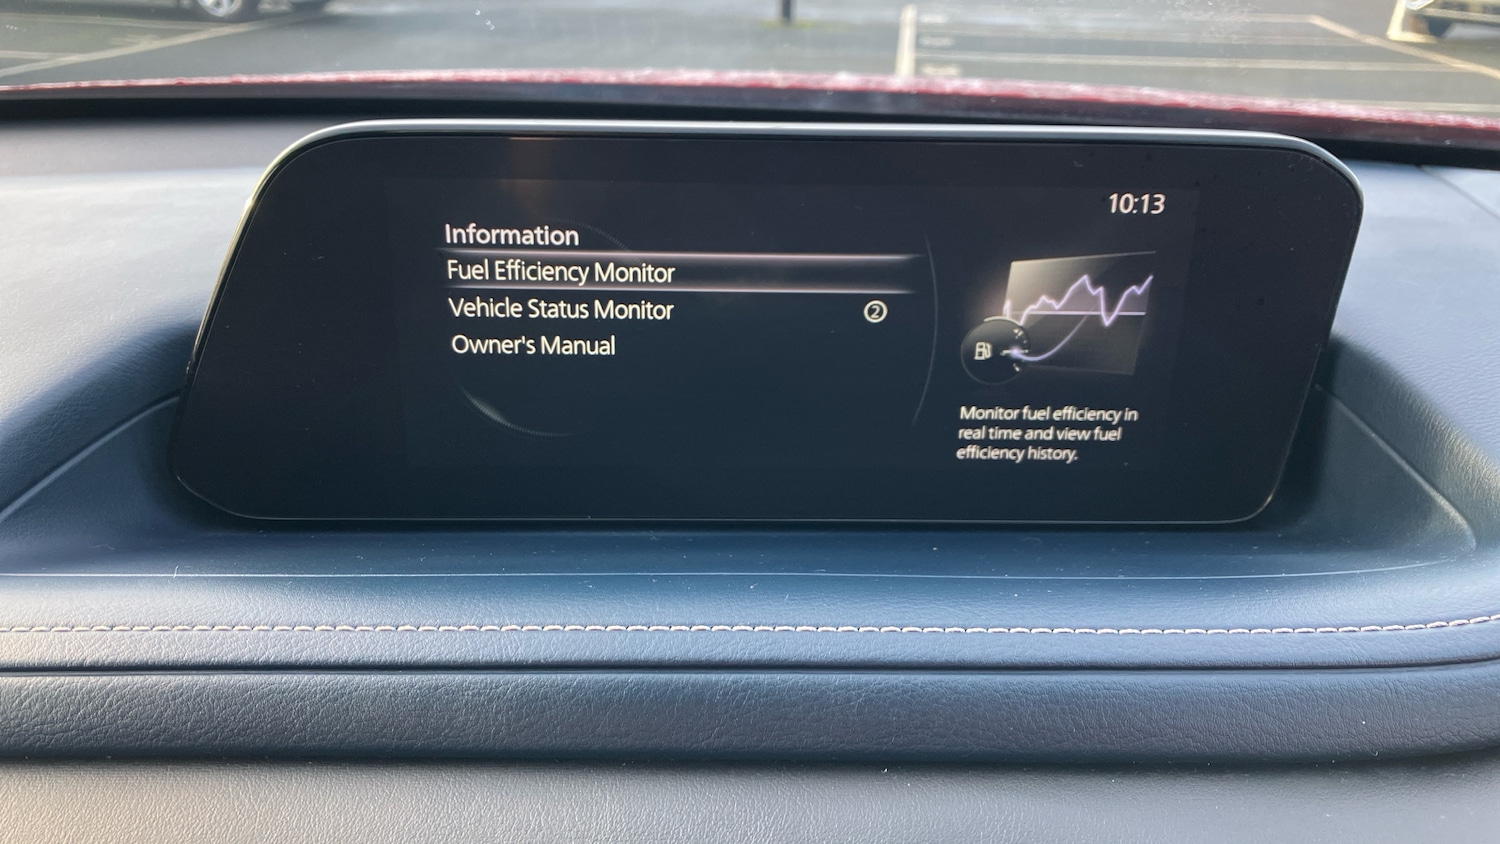 10:13
Information
Fuel Efficiency Monitor
Vehicle Status Monitor 2
Owner's Manual
Monitor fuel efficiency in
real time and view fuel
efficiency history.